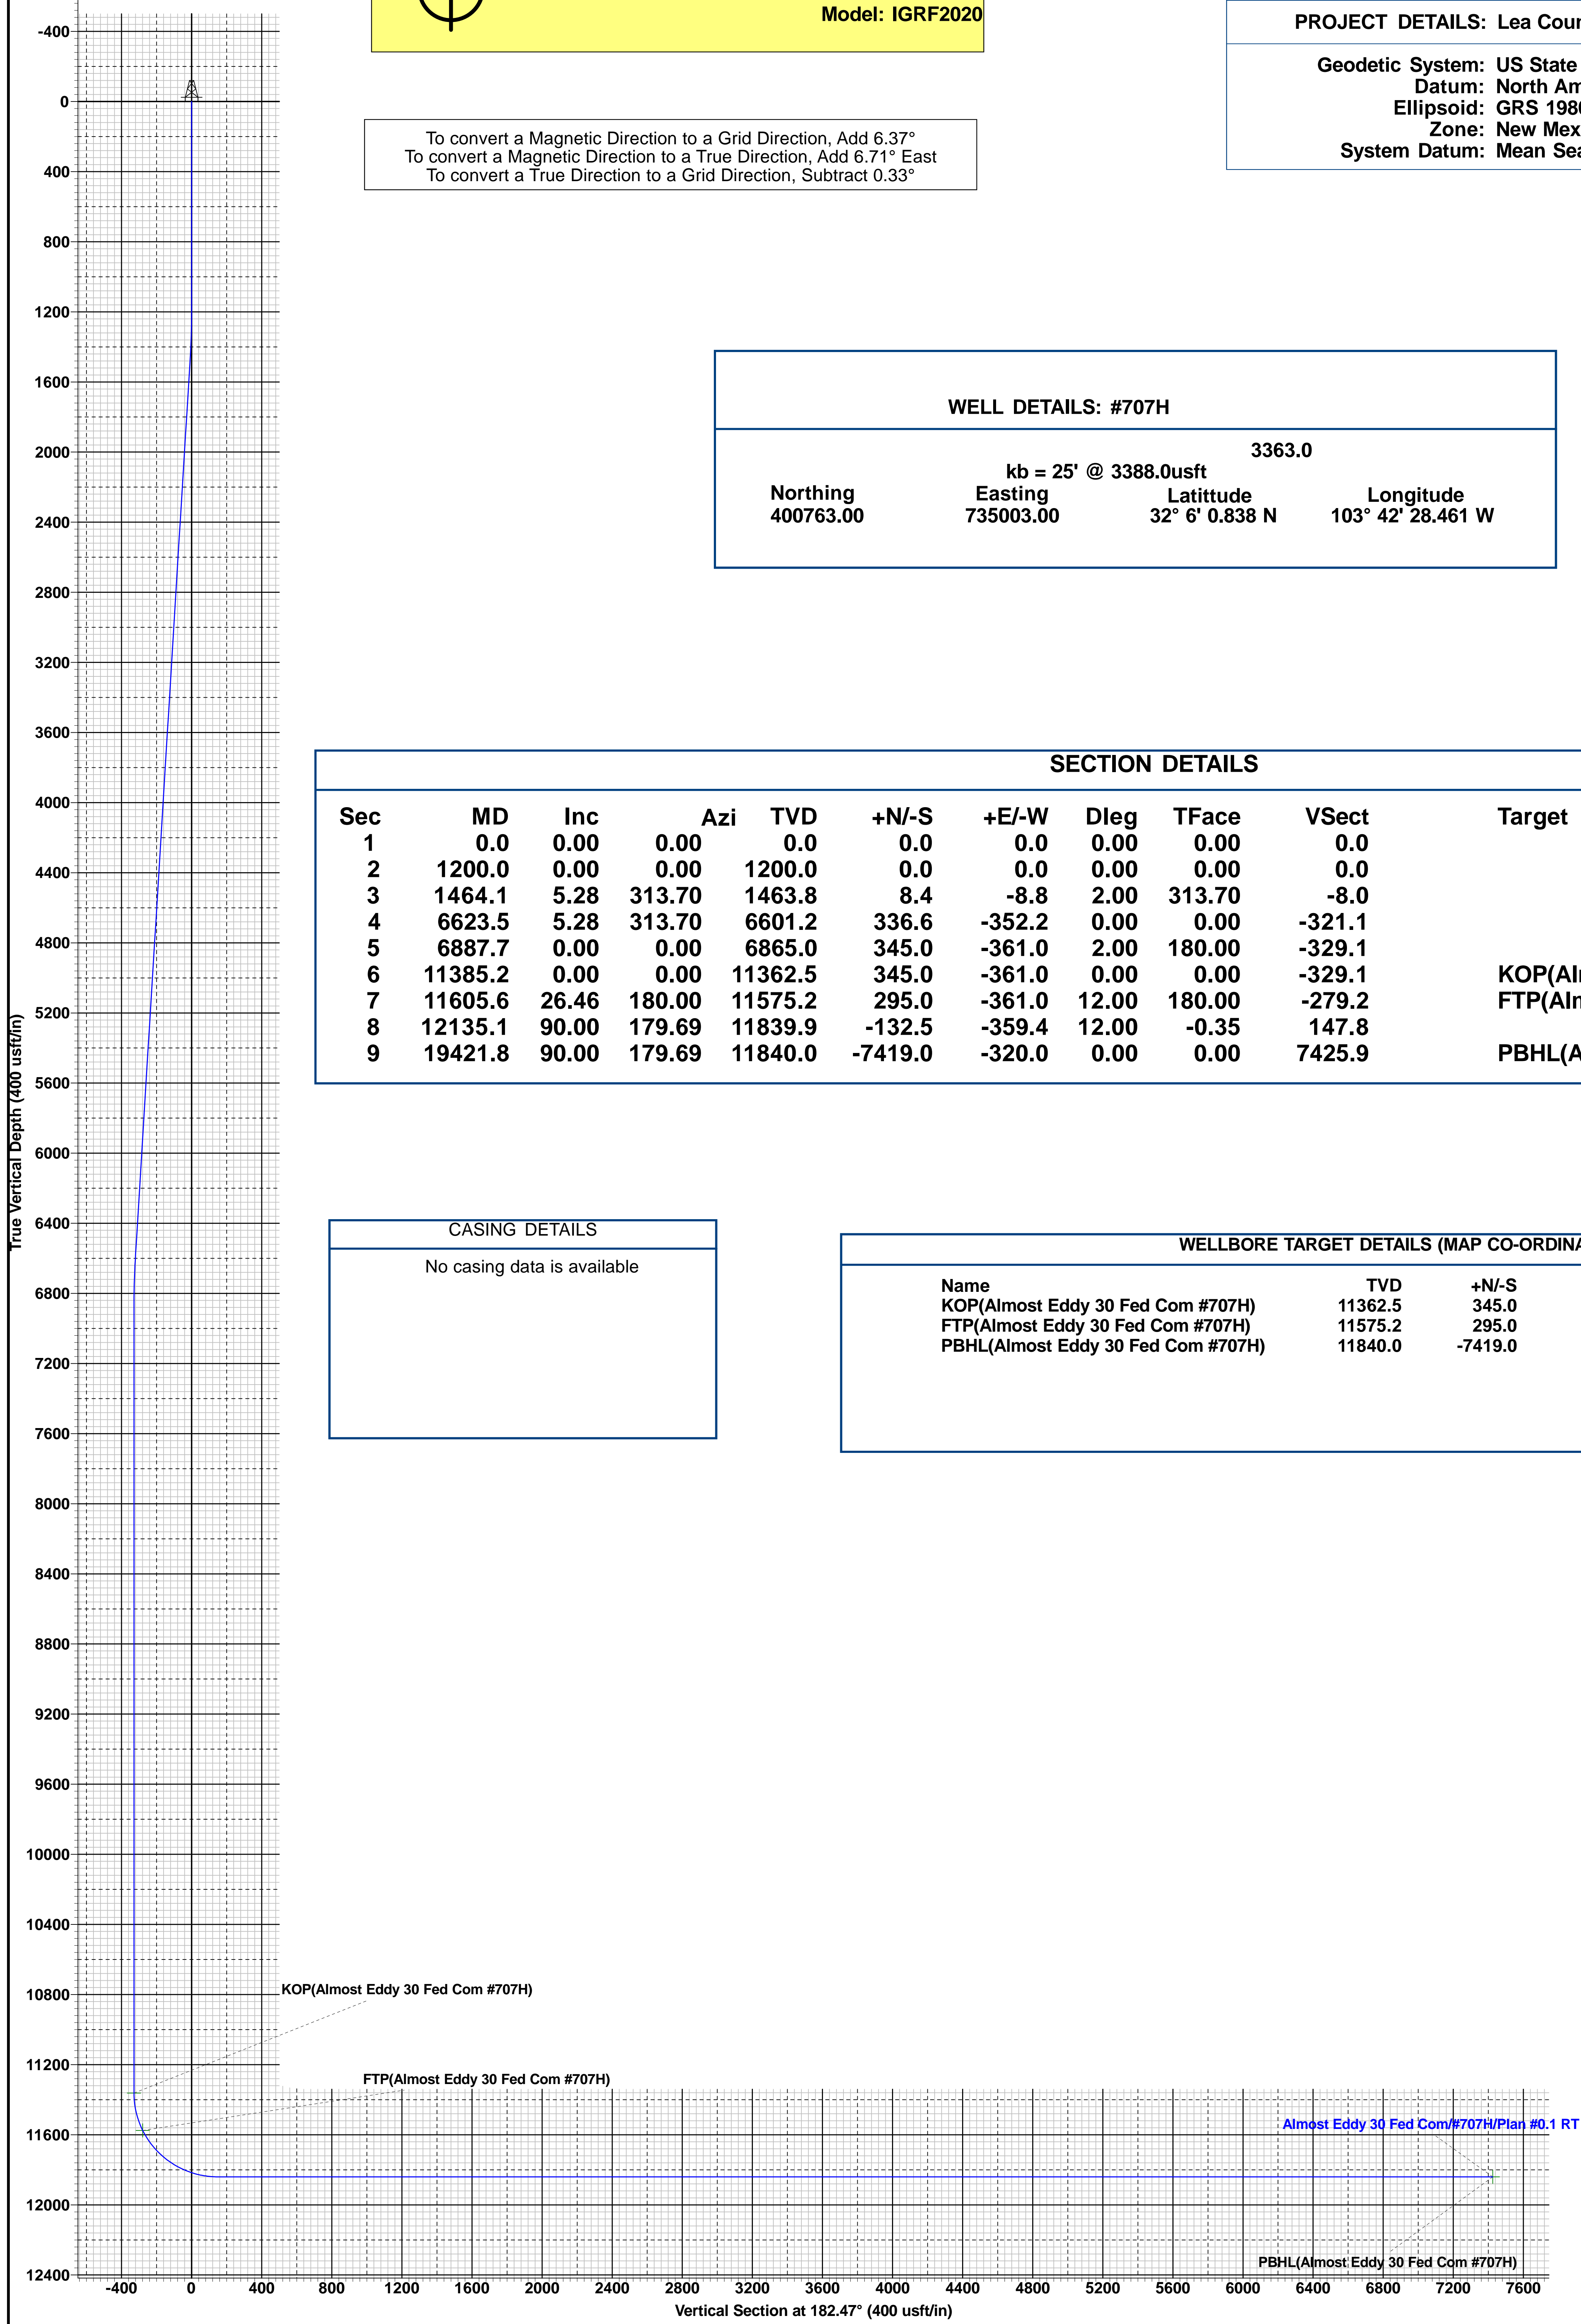 Model: IGRF2020
PROJECT DETAILS: Lea
Geodetic System: US State
Datum: North
Ellipsoid: GRS
Zone: New
System Datum: Mean
To convert a Magnetic Direction to a Grid Direction, Add 6.37°
To convert a Magnetic Direction to a True Direction, Add 6.71° East
To convert a True Direction to a Grid Direction, Subtract 0.33°
WELL DETAILS: #707H
3363.0
kb = 25' @ 3388.0usft
Northing Easting Latittude Longitude
400763.00 735003.00 32° 6' 0.838 N 103° 42' 28.461 W
SECTION DETAILS
Sec MD Inc Azi TVD +N/-S +E/-W Dleg TFace VSect Target
1 0.0 0.00 0.00 0.0 0.0 0.0 0.00 0.00 0.0
2 1200.0 0.00 0.00 1200.0 0.0 0.0 0.00 0.00 0.0
3 1464.1 5.28 313.70 1463.8 8.4 -8.8 2.00 313.70 -8.0
4 6623.5 5.28 313.70 6601.2 336.6 -352.2 0.00 0.00 -321.1
5 6887.7 0.00 0.00 6865.0 345.0 -361.0 2.00 180.00 -329.1
6 11385.2 0.00 0.00 11362.5 345.0 -361.0 0.00 0.00 -329.1
7 11605.6 26.46 180.00 11575.2 295.0 -361.0 12.00 180.00 -279.2
8 12135.1 90.00 179.69 11839.9 -132.5 -359.4 12.00 -0.35 147.8
9 19421.8 90.00 179.69 11840.0 -7419.0 -320.0 0.00 0.00 7425.9
CASING DETAILS
No casing data is available
WELLBORE TARGET DETAILS (MAP
Name TVD +N/-S
KOP(Almost Eddy 30 Fed Com #707H) 11362.5 345.0
FTP(Almost Eddy 30 Fed Com #707H) 11575.2 295.0
PBHL(Almost Eddy 30 Fed Com #707H) 11840.0 -7419.0
True Vertical Depth (400 usft/in)
-400
0
400
800
1200
1600
2000
2400
2800
3200
3600
4000
4400
4800
5200
5600
6000
6400
6800
7200
7600
8000
8400
8800
9200
9600
10000
10400
10800
11200
11600
12000
12400
KOP(Almost Eddy 30 Fed Com #707H)
FTP(Almost Eddy 30 Fed Com #707H)
Almost Eddy 30 Fed Com/#707H/Plan #0.1 RT
PBHL(Almost Eddy 30 Fed Com #707H)
-400 0 400 800 1200 1600 2000 2400 2800 3200 3600 4000 4400 4800 5200 5600 6000 6400 6800 7200 7600
Vertical Section at 182.47° (400 usft/in)